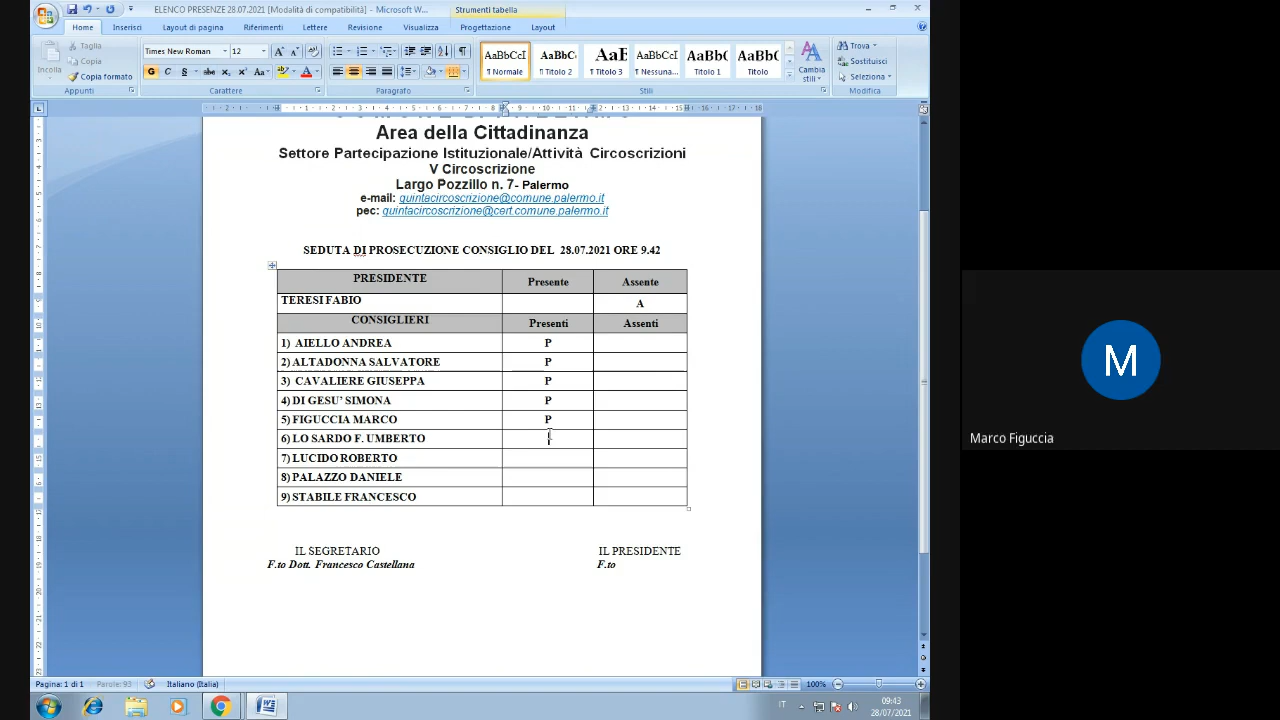 ELENCO PRESENZE 28.07.2021 [Modalità di compatibilità] - Microsoft W...
Strumenti tabella
Home
Inserisci
Layout di pagina
Riferimenti
Lettere
Revisione
Visualizza
Progettazione
Layout
Incolla
Taglia
Copia
Copia formato
Appunti
Times New Roman
12
Carattere
Paragrafo
AaBbCcI
¶ Normale
AaBbC
¶ Titolo 2
AaB
¶ Titolo 3
AaBbCcI
¶ Nessuna...
AaBbC
Titolo 1
AaBbC
Titolo
Cambia stili
Stili
Trova
Sostituisci
Seleziona
Modifica
Area della Cittadinanza
Settore Partecipazione Istituzionale/Attività Circoscrizioni
V Circoscrizione
Largo Pozzillo n. 7- Palermo
e-mail: quintacircoscrizione@comune.palermo.it
pec: quintacircoscrizione@cert.comune.palermo.it
SEDUTA DI PROSECUZIONE CONSIGLIO DEL 28.07.2021 ORE 9.42
PRESIDENTE Presente Assente
TERESI FABIO A
CONSIGLIERI Presenti Assenti
1) AIELLO ANDREA P
2) ALTADONNA SALVATORE P
3) CAVALIERE GIUSEPPA P
4) DI GESU' SIMONA P
5) FIGUCCIA MARCO P
6) LO SARDO F. UMBERTO
7) LUCIDO ROBERTO
8) PALAZZO DANIELE
9) STABILE FRANCESCO
IL SEGRETARIO IL PRESIDENTE
F.to Dott. Francesco Castellana F.to
M
Marco Figuccia
Pagina: 1 di 1
Parole: 93
Italiano (Italia)
100%
IT
09:43
28/07/2021